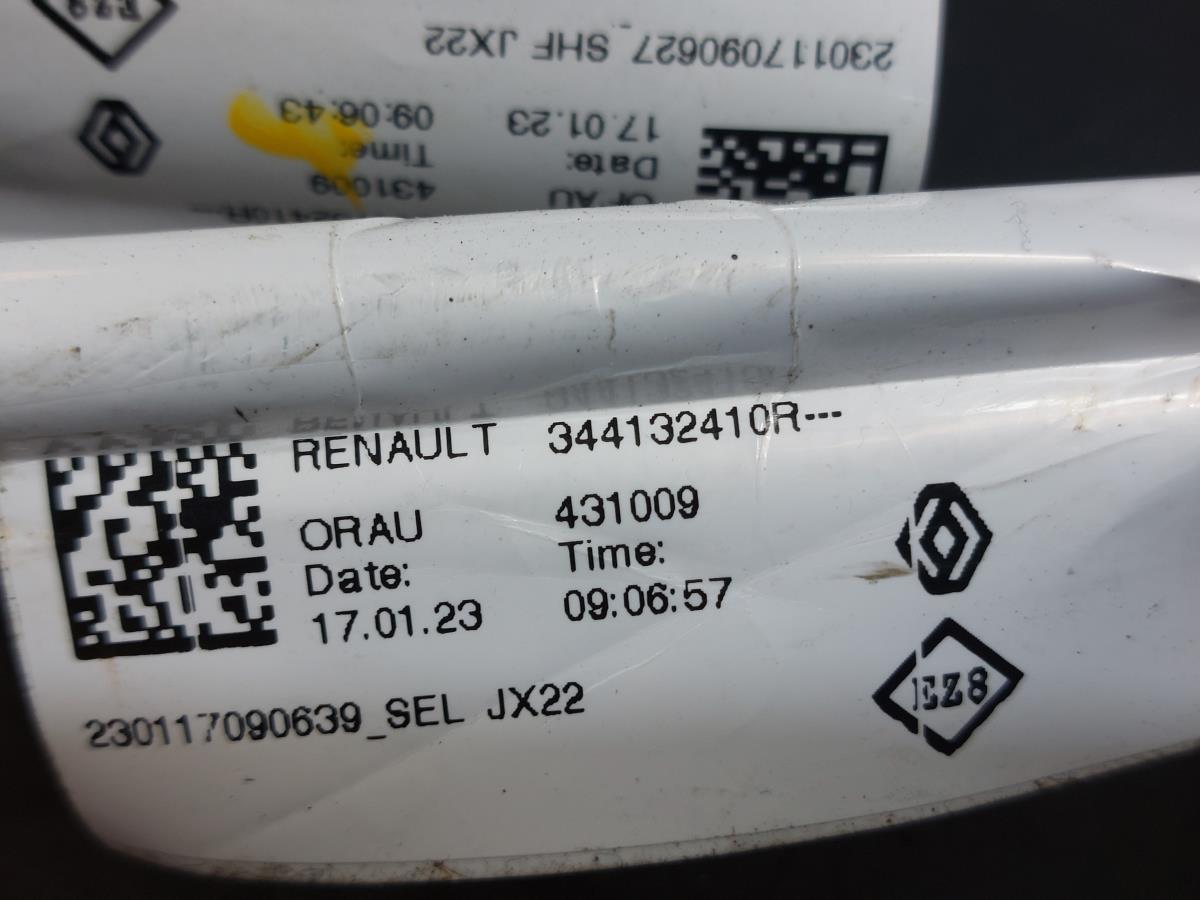 230117090627_SHF JX22
17.01.23 09:06:43
Date: Time:
431009
RENAULT 344132410R---
ORAU 431009
Date: Time:
17.01.23 09:06:57
230117090639_SEL JX22
EZ8